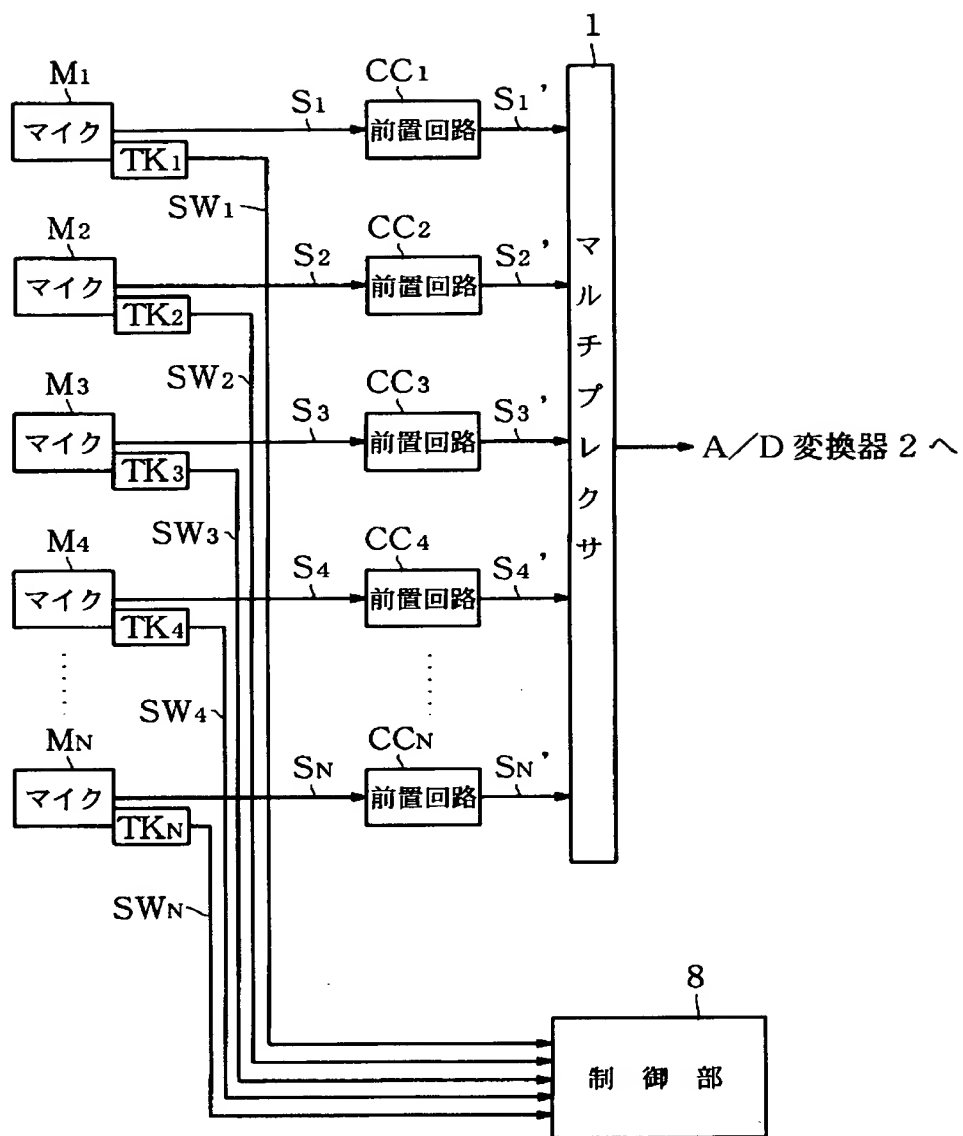 1
M1
CC1
S1
S1'
マイク
前置回路
TK1
SW1
M2
CC2
S2
S2'
マイク
前置回路
TK2
SW2
M3
CC3
S3
S3'
マイク
前置回路
TK3
SW3
M4
CC4
S4
S4'
マイク
前置回路
TK4
SW4
MN
CCN
SN
SN'
マイク
前置回路
TKN
SWN
マルチプレクサ
A/D 変換器 2 へ
8
制 御 部